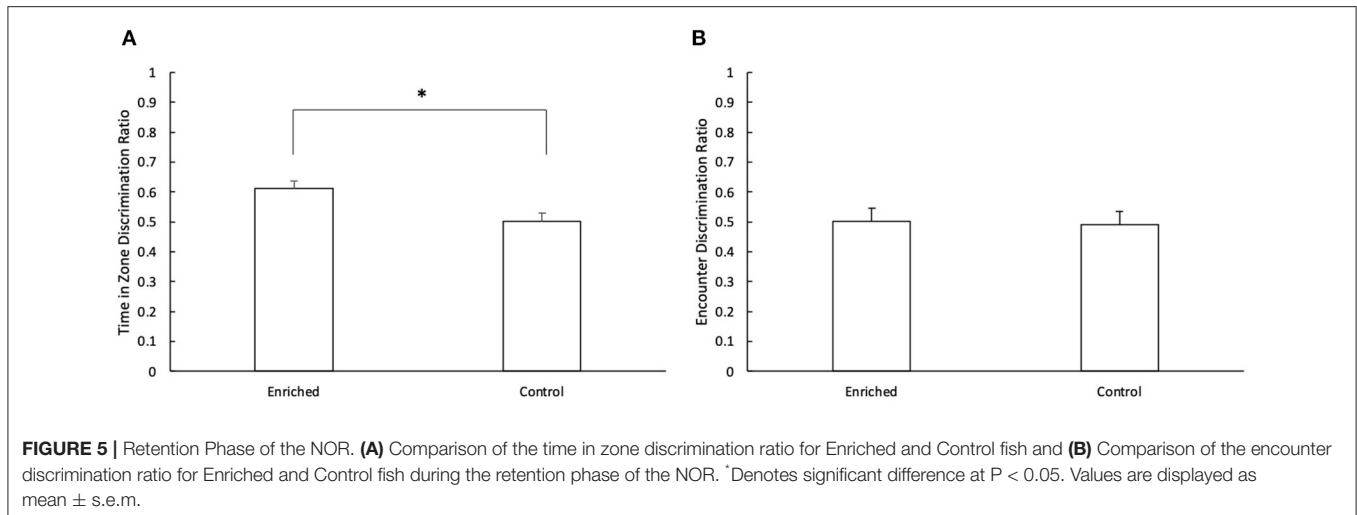 A
Time in Zone Discrimination Ratio
1
0.9
0.8
0.7
0.6
0.5
0.4
0.3
0.2
0.1
0
*
Enriched Control
B
Encounter Discrimination Ratio
1
0.9
0.8
0.7
0.6
0.5
0.4
0.3
0.2
0.1
0
Enriched Control
FIGURE 5 | Retention Phase of the NOR. (A) Comparison of the time in zone discrimination ratio for Enriched and Control fish and (B) Comparison of the encounter
discrimination ratio for Enriched and Control fish during the retention phase of the NOR. *Denotes significant difference at P < 0.05. Values are displayed as
mean ± s.e.m.